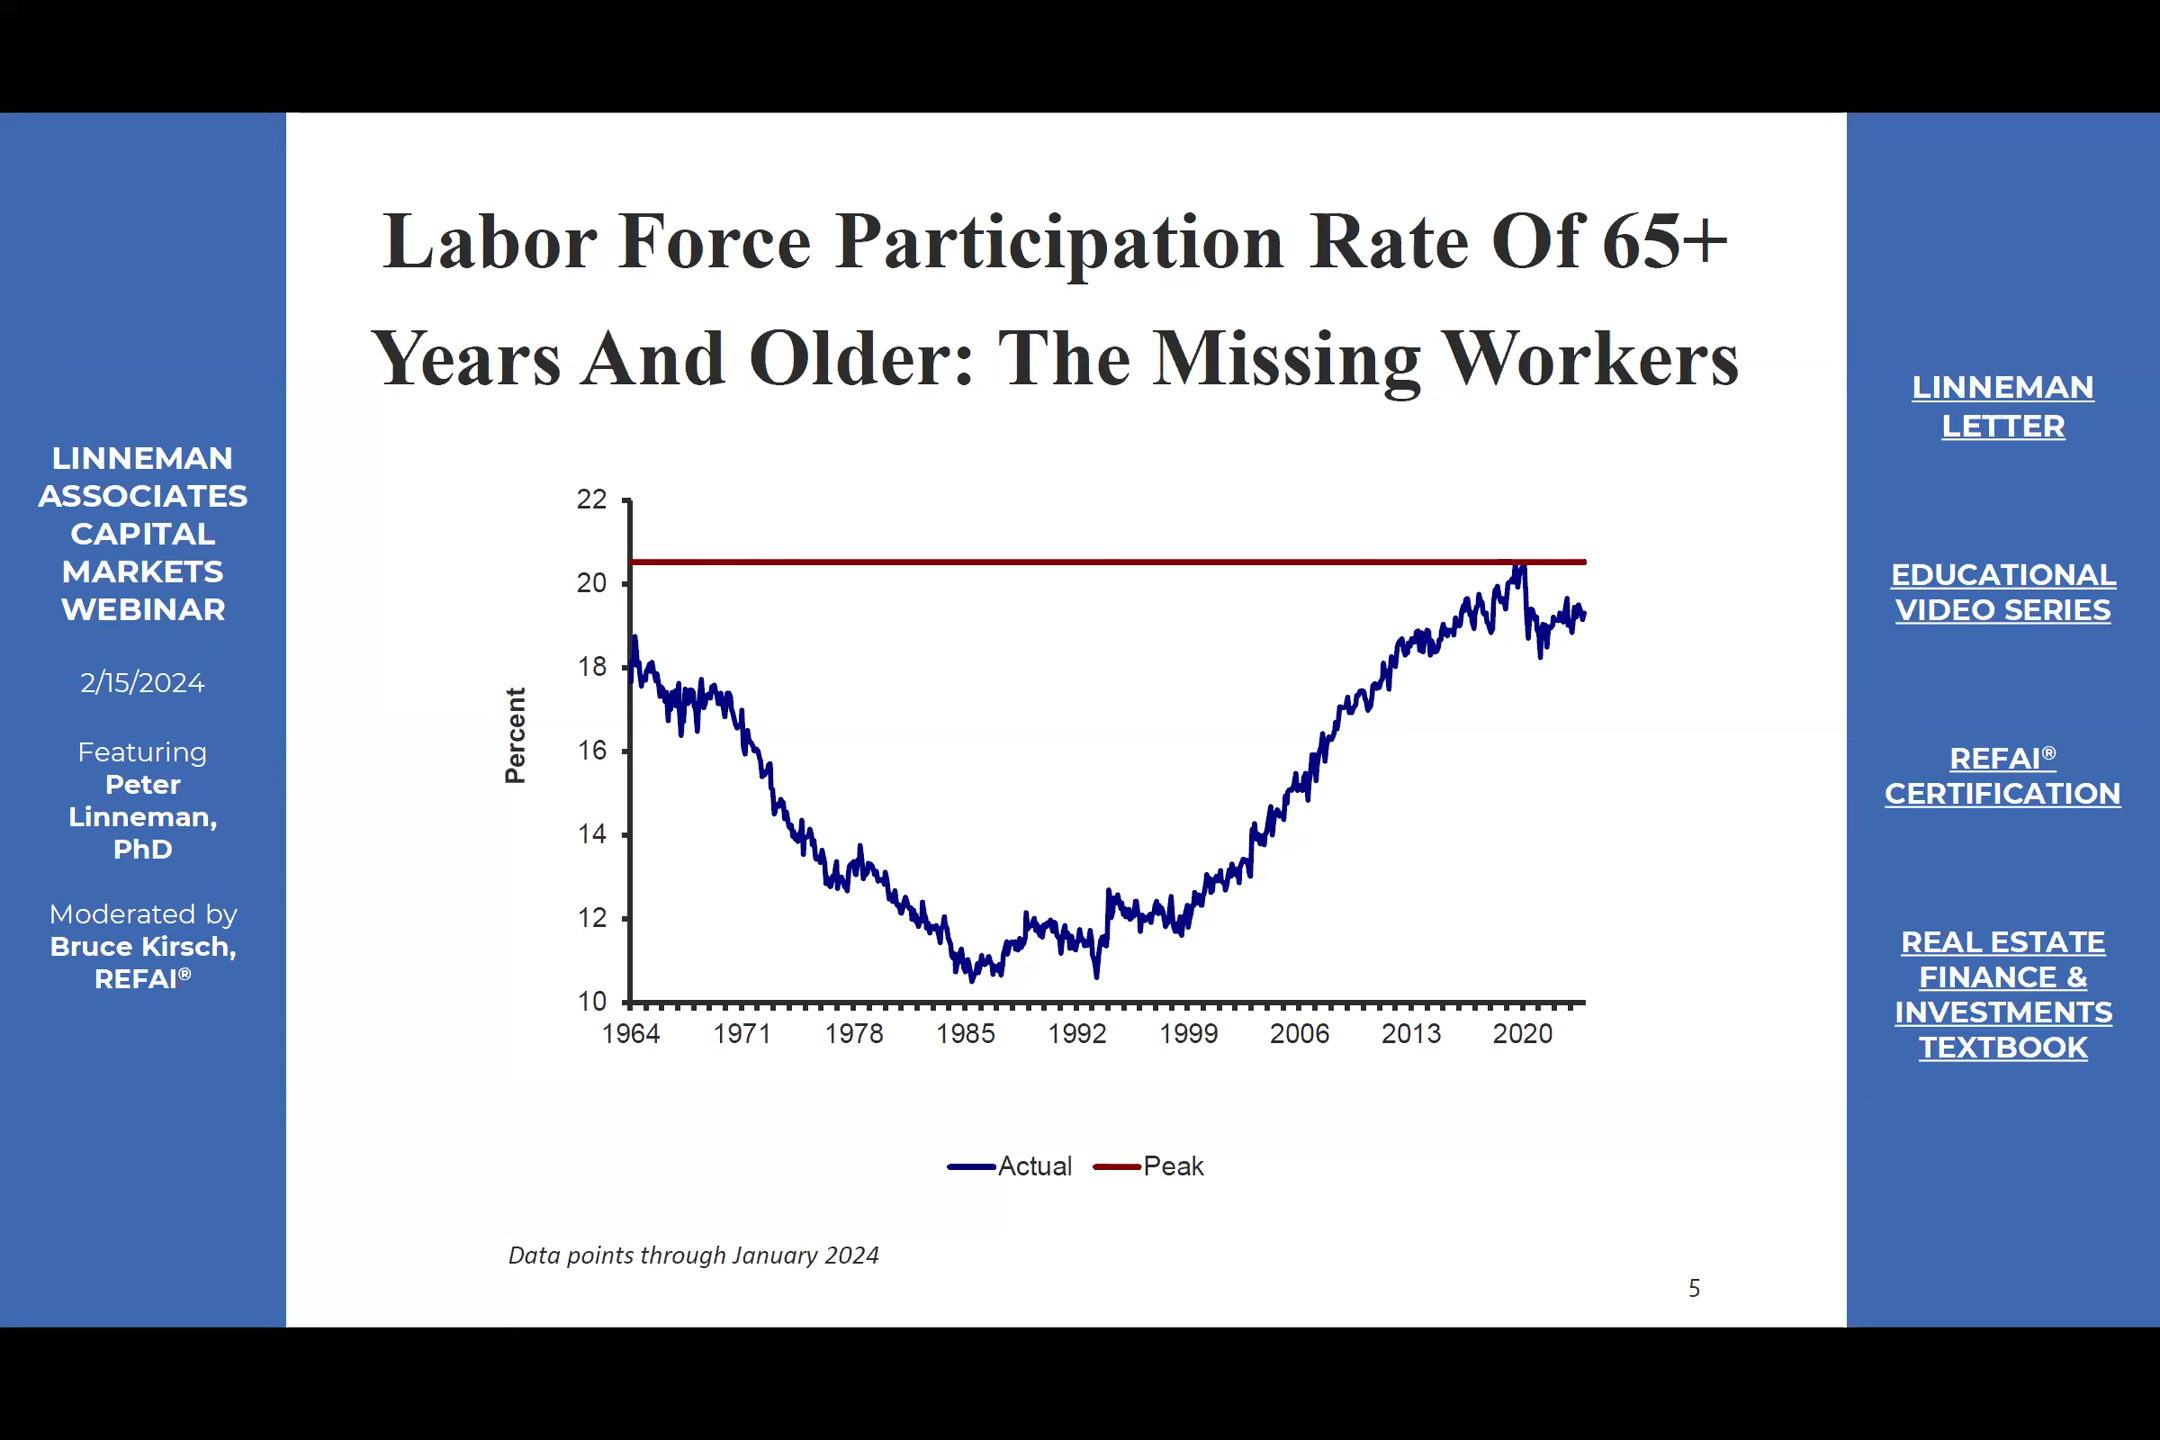 Labor Force Participation Rate Of 65+
Years And Older: The Missing Workers
LINNEMAN
ASSOCIATES
CAPITAL
MARKETS
WEBINAR
2/15/2024
Featuring
Peter
Linneman,
PhD
Moderated by
Bruce Kirsch,
REFAI®
Percent
22
20
18
16
14
12
10
1964 1971 1978 1985 1992 1999 2006 2013 2020
Actual Peak
Data points through January 2024
5
LINNEMAN
LETTER
EDUCATIONAL
VIDEO SERIES
REFAI®
CERTIFICATION
REAL ESTATE
FINANCE &
INVESTMENTS
TEXTBOOK